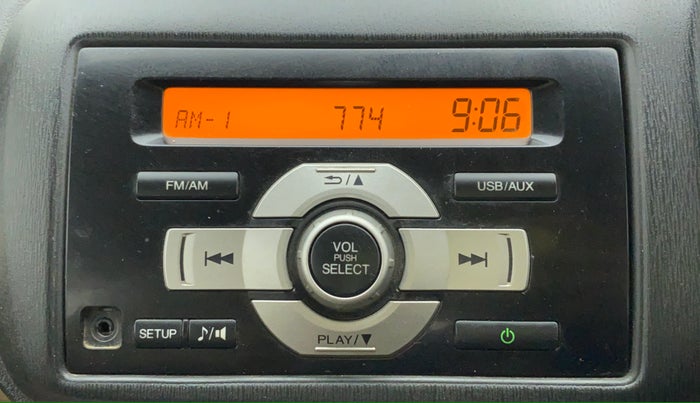 AM-1 774 9:06
FM/AM
USB/AUX
VOL
PUSH
SELECT
SETUP
PLAY/▼